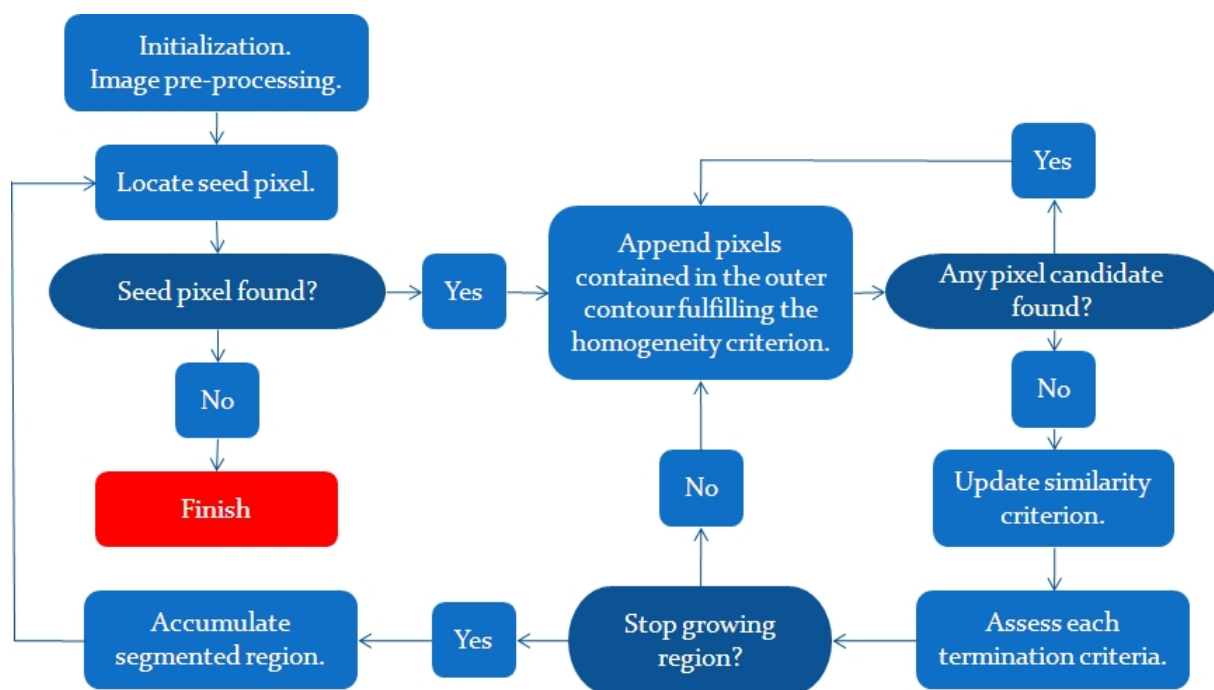 Initialization.
Image pre-processing.
Locate seed pixel.
Seed pixel found?
Yes
No
Finish
Append pixels
contained in the outer
contour fulfilling the
homogeneity criterion.
Any pixel candidate
found?
Yes
No
Update similarity
criterion.
Assess each
termination criteria.
Stop growing
region?
No
Yes
Accumulate
segmented region.